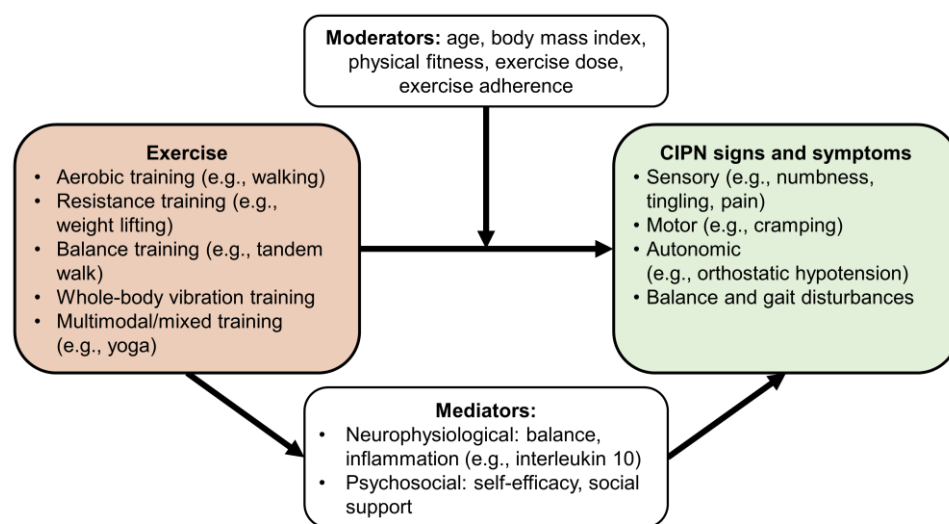 Moderators: age, body mass index,
physical fitness, exercise dose,
exercise adherence
Exercise
• Aerobic training (e.g., walking)
• Resistance training (e.g.,
weight lifting)
• Balance training (e.g., tandem
walk)
• Whole-body vibration training
• Multimodal/mixed training
(e.g., yoga)
CIPN signs and symptoms
• Sensory (e.g., numbness,
tingling, pain)
• Motor (e.g., cramping)
• Autonomic
(e.g., orthostatic hypotension)
• Balance and gait disturbances
Mediators:
• Neurophysiological: balance,
inflammation (e.g., interleukin 10)
• Psychosocial: self-efficacy, social
support